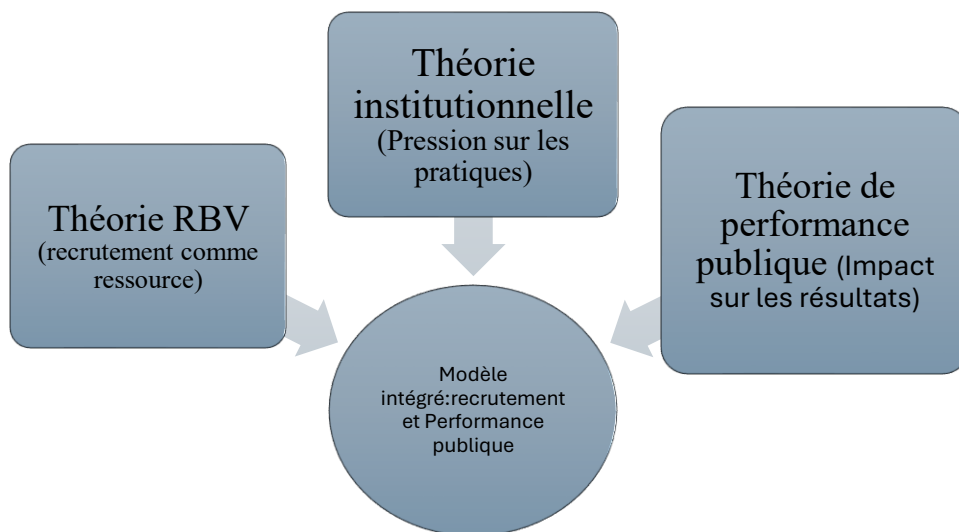 Théorie
institutionnelle
(Pression sur les
pratiques)
Théorie RBV
(recrutement comme
ressource)
Théorie de
performance
publique (Impact
sur les résultats)
Modèle
intégré:recrutement
et Performance
publique